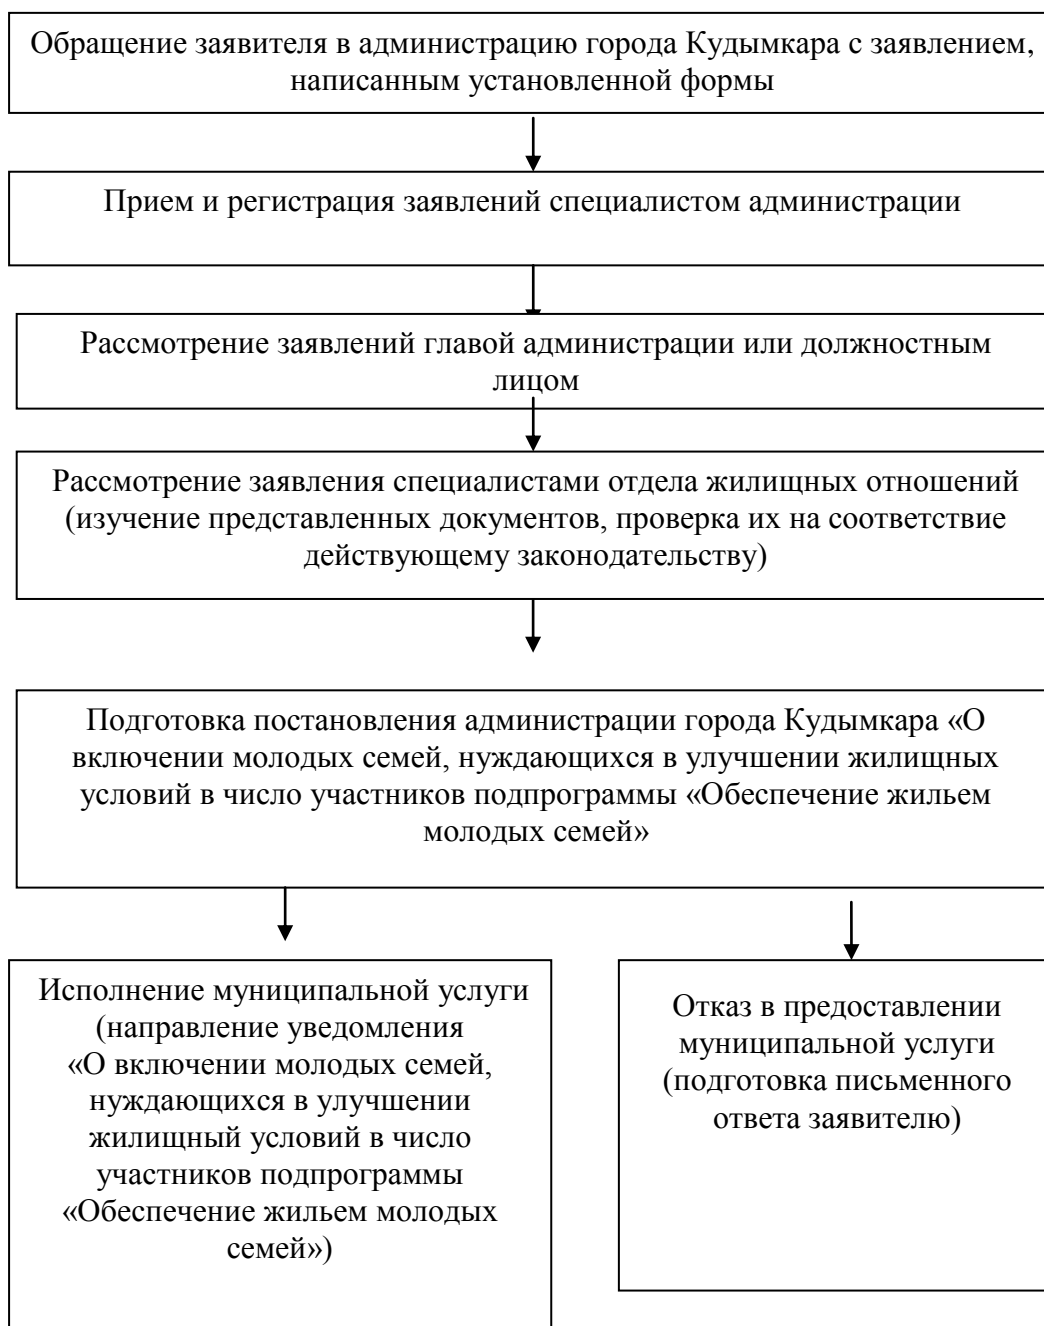 Обращение заявителя в администрацию города Кудымкара с заявлением,
написанным установленной формы
Прием и регистрация заявлений специалистом администрации
Рассмотрение заявлений главой администрации или должностным
лицом
Рассмотрение заявления специалистами отдела жилищных отношений
(изучение представленных документов, проверка их на соответствие
действующему законодательству)
Подготовка постановления администрации города Кудымкара «О
включении молодых семей, нуждающихся в улучшении жилищных
условий в число участников подпрограммы «Обеспечение жильем
молодых семей»
Исполнение муниципальной услуги
(направление уведомления
«О включении молодых семей,
нуждающихся в улучшении
жилищный условий в число
участников подпрограммы
«Обеспечение жильем молодых
семей»)
Отказ в предоставлении
муниципальной услуги
(подготовка письменного
ответа заявителю)